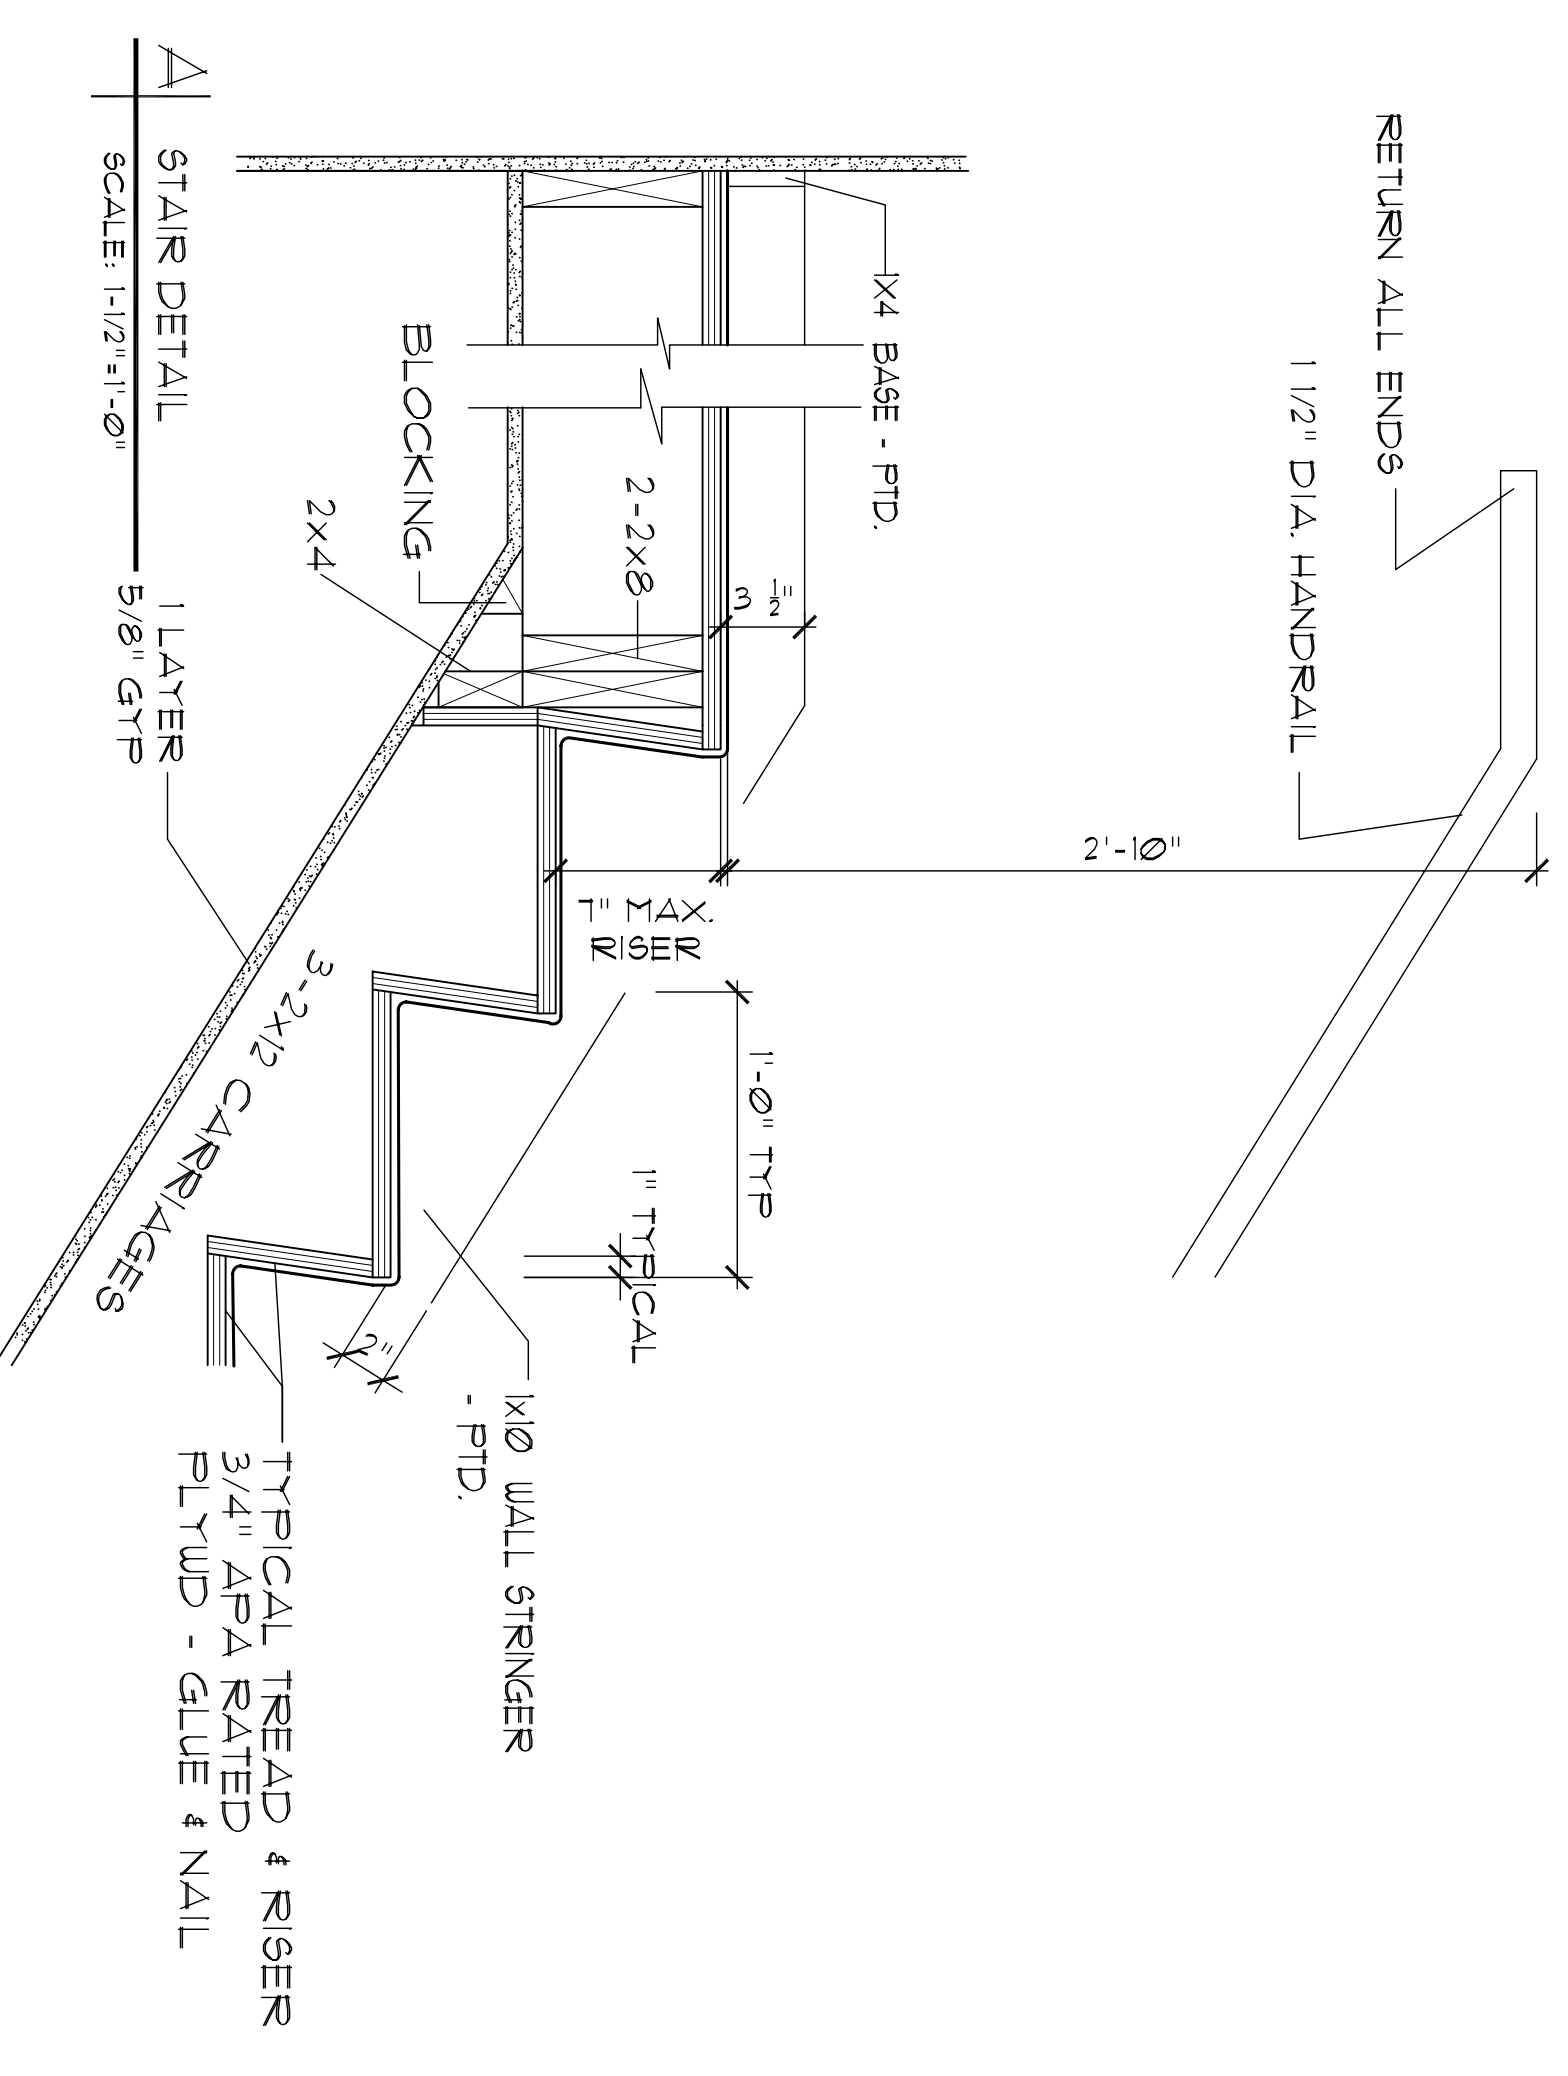 RETURN ALL ENDS
1 1/2" DIA. HANDRAIL
2'-10"
1X4 BASE - PTD.
3 1/2"
1'-0" TYP
7" MAX.
RISER
1" TYPICAL
2-2x8
1x10 WALL STRINGER
- PTD.
BLOCKING
2"
2x4
3-2x12 CARRIAGES
TYPICAL TREAD & RISER
3/4" APA RATED
PLYWD - GLUE & NAIL
1 LAYER
5/8" GYP
A
STAIR DETAIL
SCALE: 1-1/2"=1'-0"